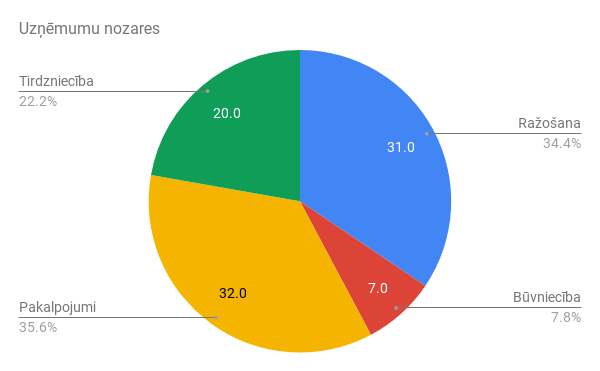 Uzņēmumu nozares
Tirdzniecība
22.2%
20.0
Ražošana
34.4%
31.0
Būvniecība
7.8%
7.0
Pakalpojumi
35.6%
32.0